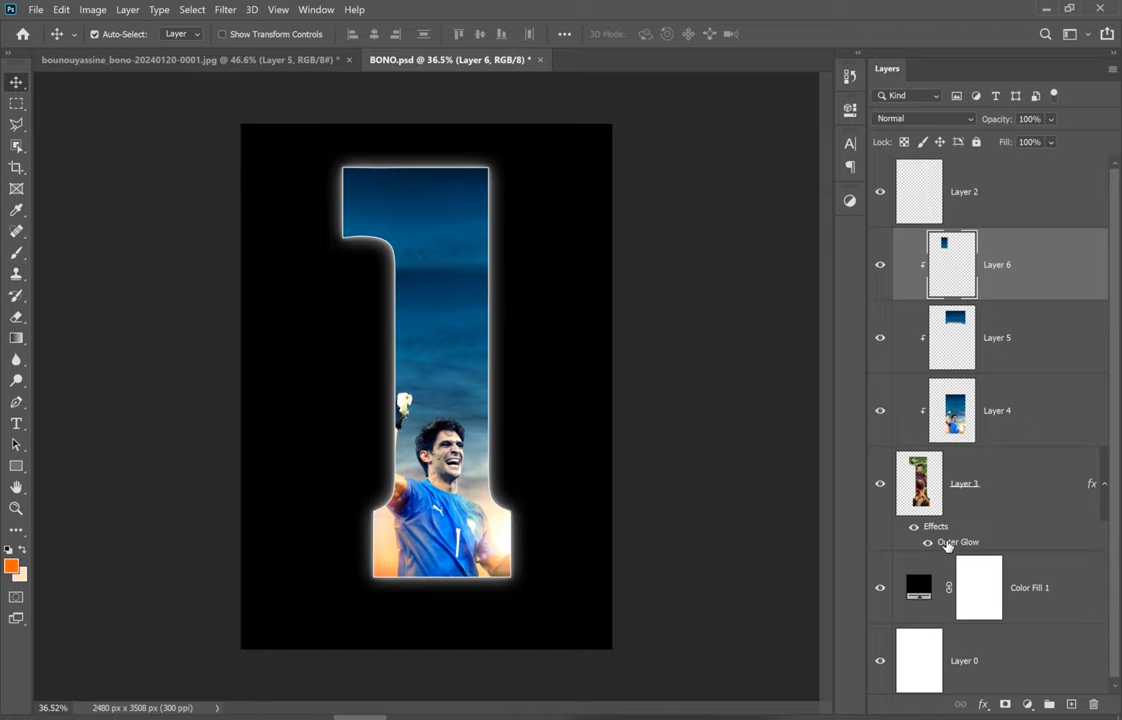 Ps File Edit Image Layer Type Select Filter 3D View Window Help
Auto-Select: Layer Show Transform Controls 3D Mode:
bounouyassine_bono-20240120-0001.jpg @ 46.6% (Layer 5, RGB/8#) * × BONO.psd @ 36.5% (Layer 6, RGB/8) * ×
Layers
Kind
Normal Opacity: 100%
Lock: Fill: 100%
Layer 2
Layer 6
Layer 5
Layer 4
Layer 3 fx
Effects
Outer Glow
Color Fill 1
Layer 0
36.52% 2480 px x 3508 px (300 ppi)
fx